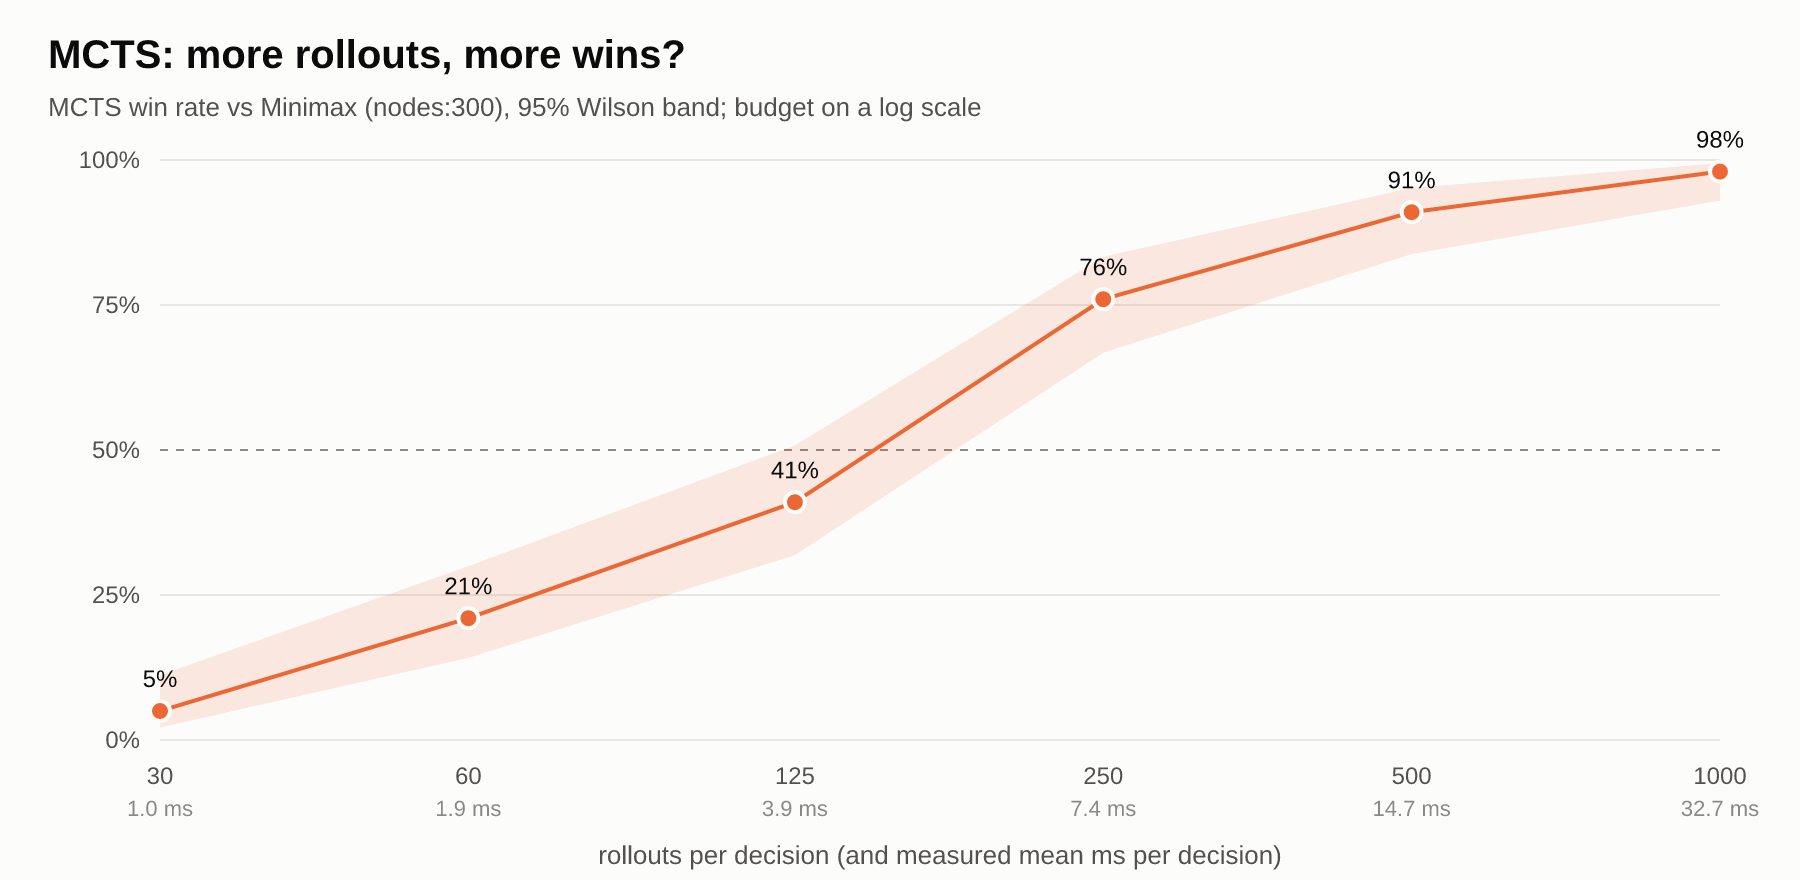 MCTS: more rollouts, more wins?
MCTS win rate vs Minimax (nodes:300), 95% Wilson band; budget on a log scale
98%
100%
91%
76%
75%
50%
41%
21%
25%
5%
0%
30 60 125 250 500 1000
1.0 ms 1.9 ms 3.9 ms 7.4 ms 14.7 ms 32.7 ms
rollouts per decision (and measured mean ms per decision)